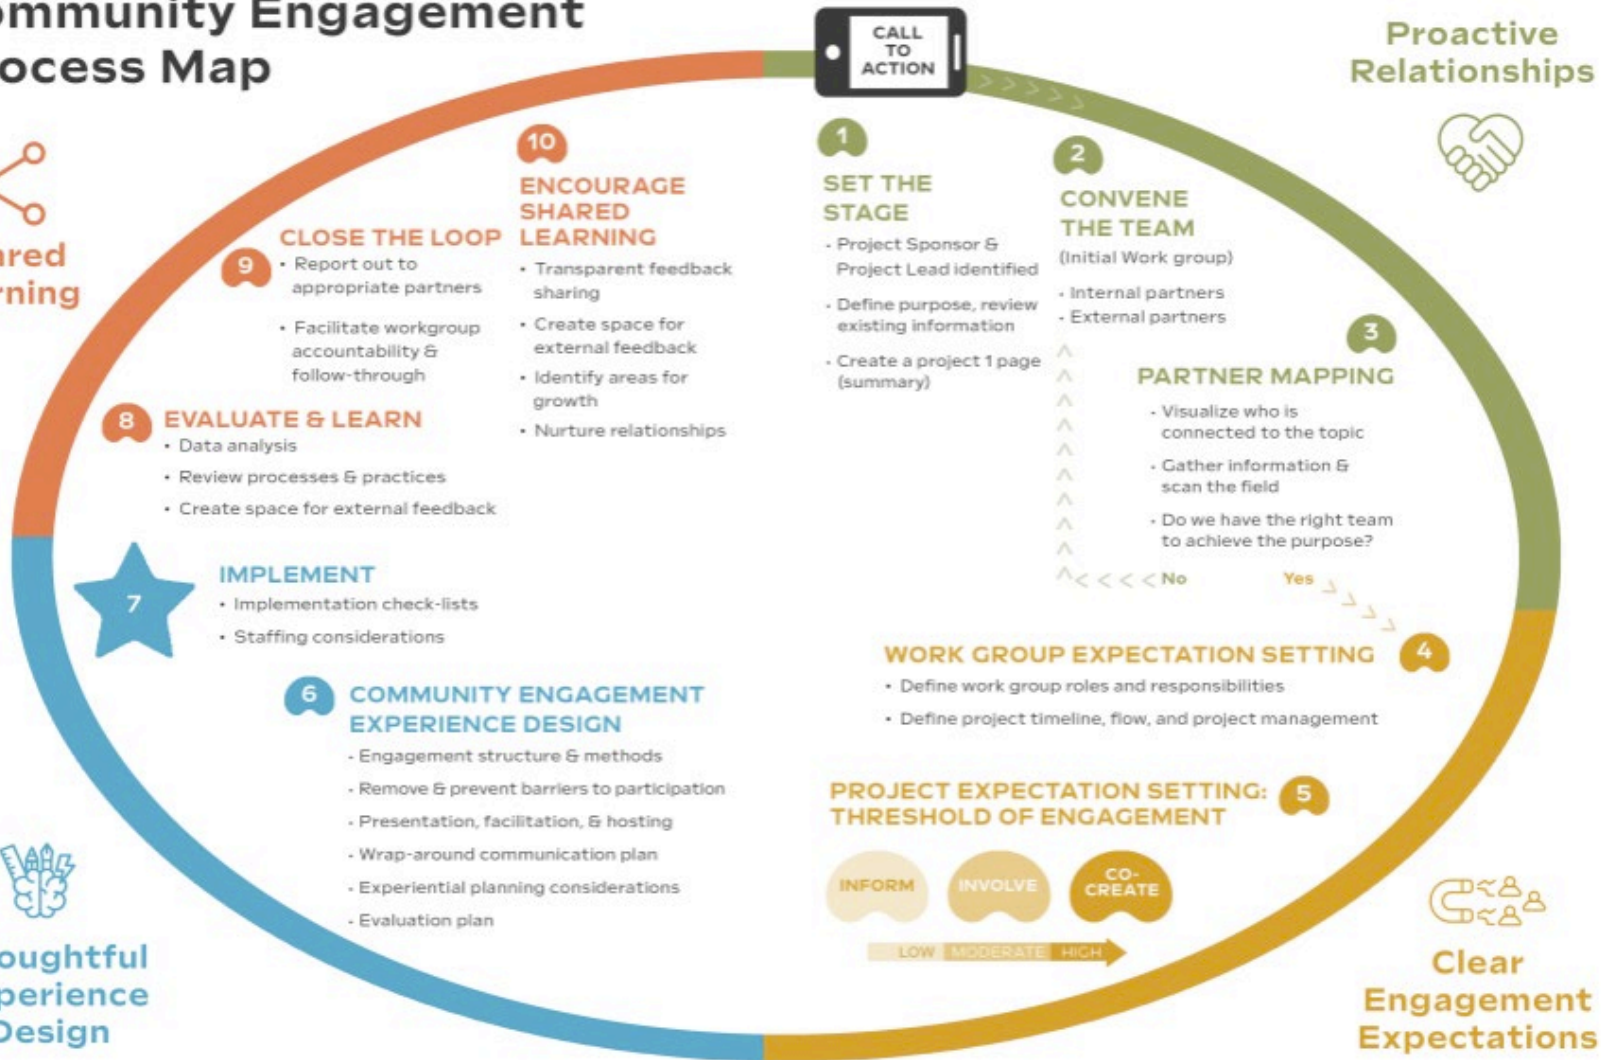 ommunity Engagement
ocess Map
CALL
TO
ACTION
Proactive
Relationships
1
SET THE
STAGE
- Project Sponsor &
Project Lead identified
- Define purpose, review
existing information
- Create a project 1 page
(summary)
2
CONVENE
THE TEAM
(Initial Work group)
- Internal partners
- External partners
3
PARTNER MAPPING
- Visualize who is
connected to the topic
- Gather information &
scan the field
- Do we have the right team
to achieve the purpose?
No
Yes
4
WORK GROUP EXPECTATION SETTING
• Define work group roles and responsibilities
• Define project timeline, flow, and project management
5
PROJECT EXPECTATION SETTING:
THRESHOLD OF ENGAGEMENT
INFORM
INVOLVE
CO-
CREATE
LOW MODERATE HIGH
Clear
Engagement
Expectations
6
COMMUNITY ENGAGEMENT
EXPERIENCE DESIGN
- Engagement structure & methods
- Remove & prevent barriers to participation
- Presentation, facilitation, & hosting
- Wrap-around communication plan
- Experiential planning considerations
- Evaluation plan
oughtful
perience
Design
7
IMPLEMENT
• Implementation check-lists
• Staffing considerations
8
EVALUATE & LEARN
• Data analysis
• Review processes & practices
• Create space for external feedback
9
CLOSE THE LOOP
• Report out to
appropriate partners
• Facilitate workgroup
accountability &
follow-through
10
ENCOURAGE
SHARED
LEARNING
• Transparent feedback
sharing
• Create space for
external feedback
• Identify areas for
growth
• Nurture relationships
ared
rning